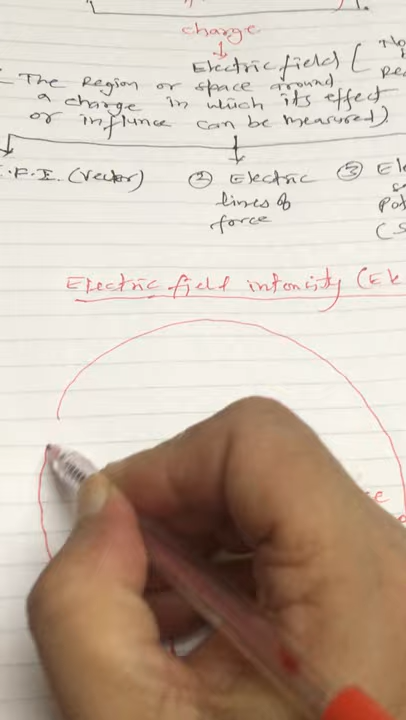 charge
Electric field (
The Region or space around
a charge in which its effect
or influnce can be measured)
F.I. (Vector) ② Electric ③
lines of
force
Electric field intensity (